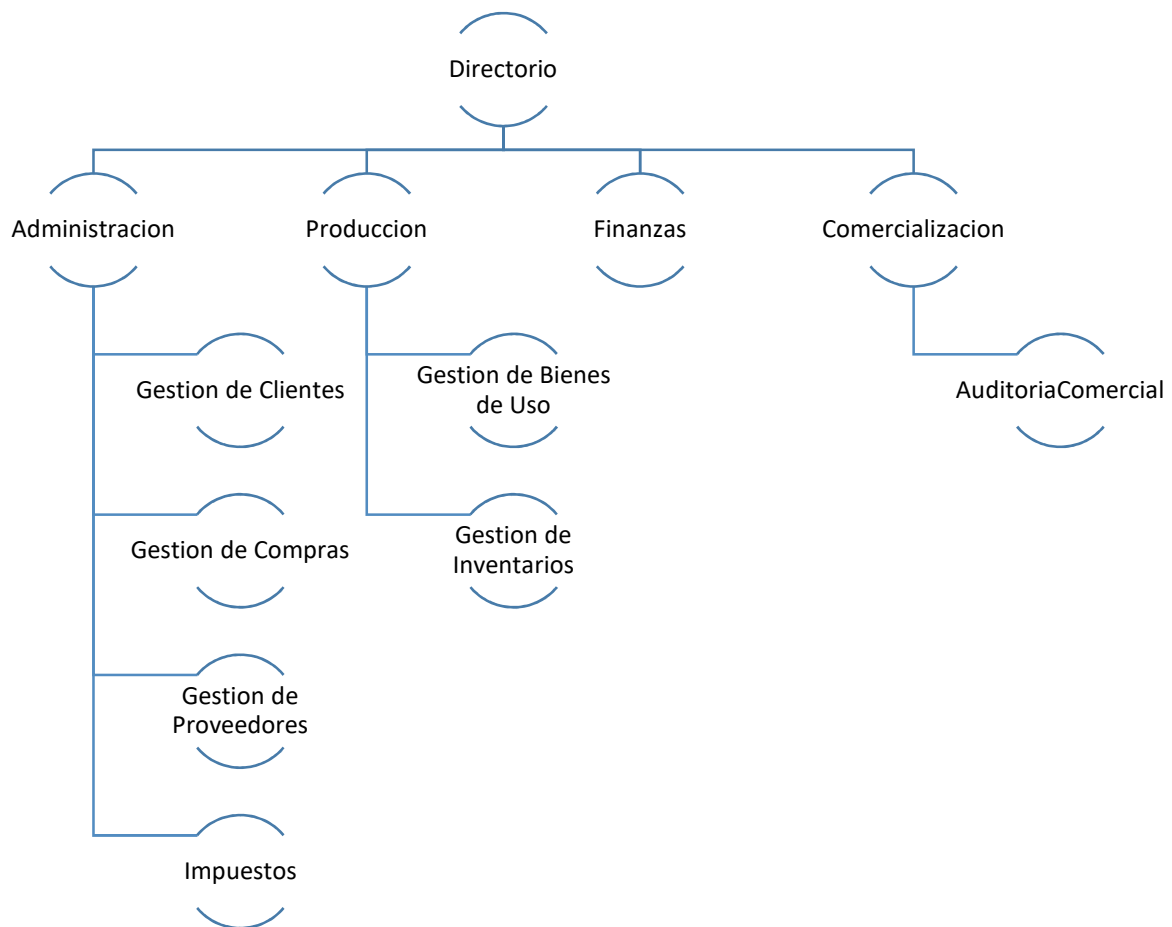 Directorio
Administracion
Produccion
Finanzas
Comercializacion
Gestion de Clientes
Gestion de Bienes
de Uso
AuditoriaComercial
Gestion de Compras
Gestion de
Inventarios
Gestion de
Proveedores
Impuestos